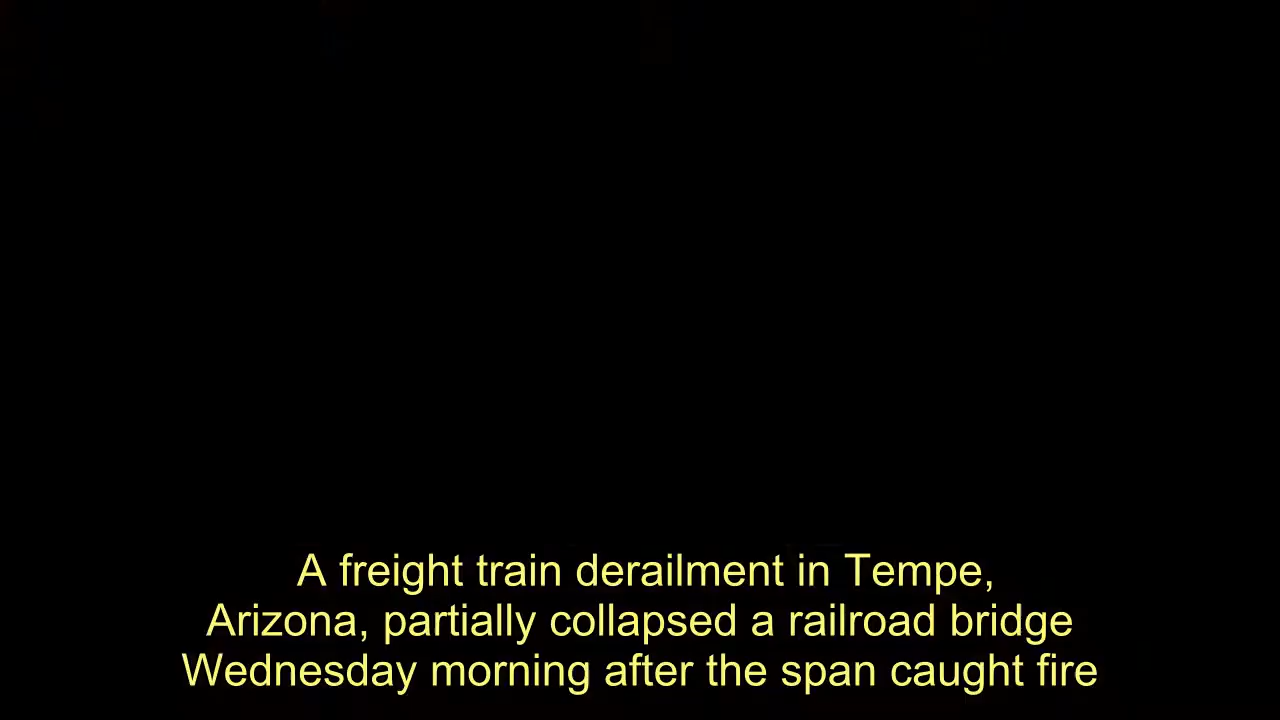 A freight train derailment in Tempe,
Arizona, partially collapsed a railroad bridge
Wednesday morning after the span caught fire